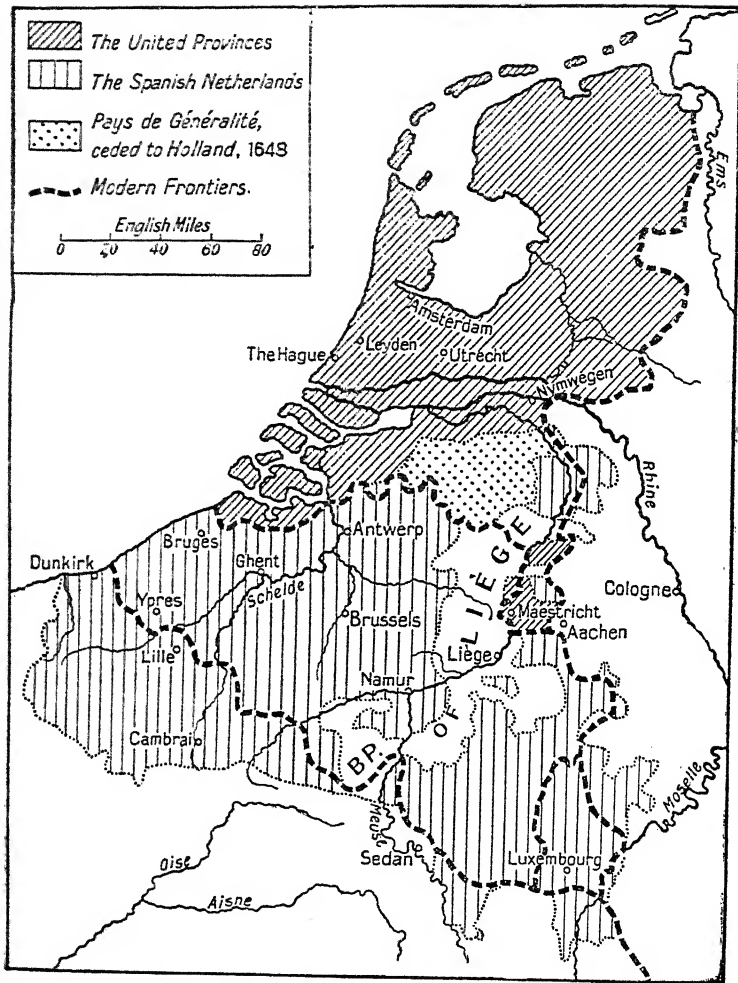 The United Provinces
The Spanish Netherlands
Pays de Généralité,
ceded to Holland, 1648
Modern Frontiers.
English Miles
0 20 40 60 80
Ems
Amsterdam
Leyden
The Hague
Utrecht
Nymwegen
Rhine
Antwerp
Bruges
Dunkirk
Ghent
Schelde
LIÉGE
Cologne
Ypres
Brussels
Maestricht
Aachen
Lille
Liège
Namur
OF
Cambrai
BP.
Moselle
Meuse
Sedan
Luxembourg
Oise
Aisne